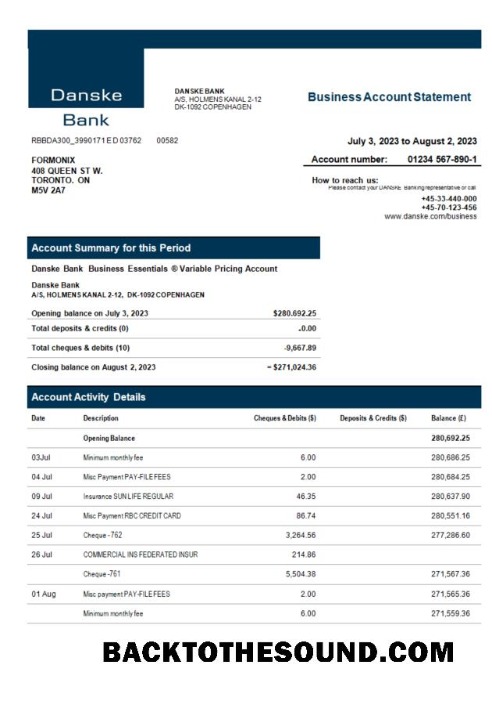 Danske
Bank
DANSKE BANK
A/S, HOLMENS KANAL 2-12
DK-1092 COPENHAGEN
Business Account Statement
RBBDA300_3990171 E D 03762 00582
July 3, 2023 to August 2, 2023
FORMONIX
408 QUEEN ST W.
TORONTO. ON
M5V 2A7
Account number: 01234 567-890-1
How to reach us:
Please contact your DANSKE Banking representative or call
+45-33-440-000
+45-70-123-456
www.danske.com/business
Account Summary for this Period
Danske Bank Business Essentials ® Variable Pricing Account
Danske Bank
A/S, HOLMENS KANAL 2-12, DK-1092 COPENHAGEN
Opening balance on July 3, 2023 $280.692.25
Total deposits & credits (0) -0.00
Total cheques & debits (10) -9,667.89
Closing balance on August 2, 2023 = $271,024.36
Account Activity Details
Date Description Cheques & Debits ($) Deposits & Credits ($) Balance (£)
Opening Balance 280,692.25
03Jul Minimum monthly fee 6.00 280,686.25
04 Jul Misc Payment PAY-FILE FEES 2.00 280,684.25
09 Jul Insurance SUN LIFE REGULAR 46.35 280,637.90
24 Jul Misc Payment RBC CREDIT CARD 86.74 280,551.16
25 Jul Cheque -762 3,264.56 277,286.60
26 Jul COMMERCIAL INS FEDERATED INSUR 214.86
Cheque -761 5,504.38 271,567.36
01 Aug Misc payment PAY-FILE FEES 2.00 271,565.36
Minimum monthly fee 6.00 271,559.36
BACKTOTHESOUND.COM